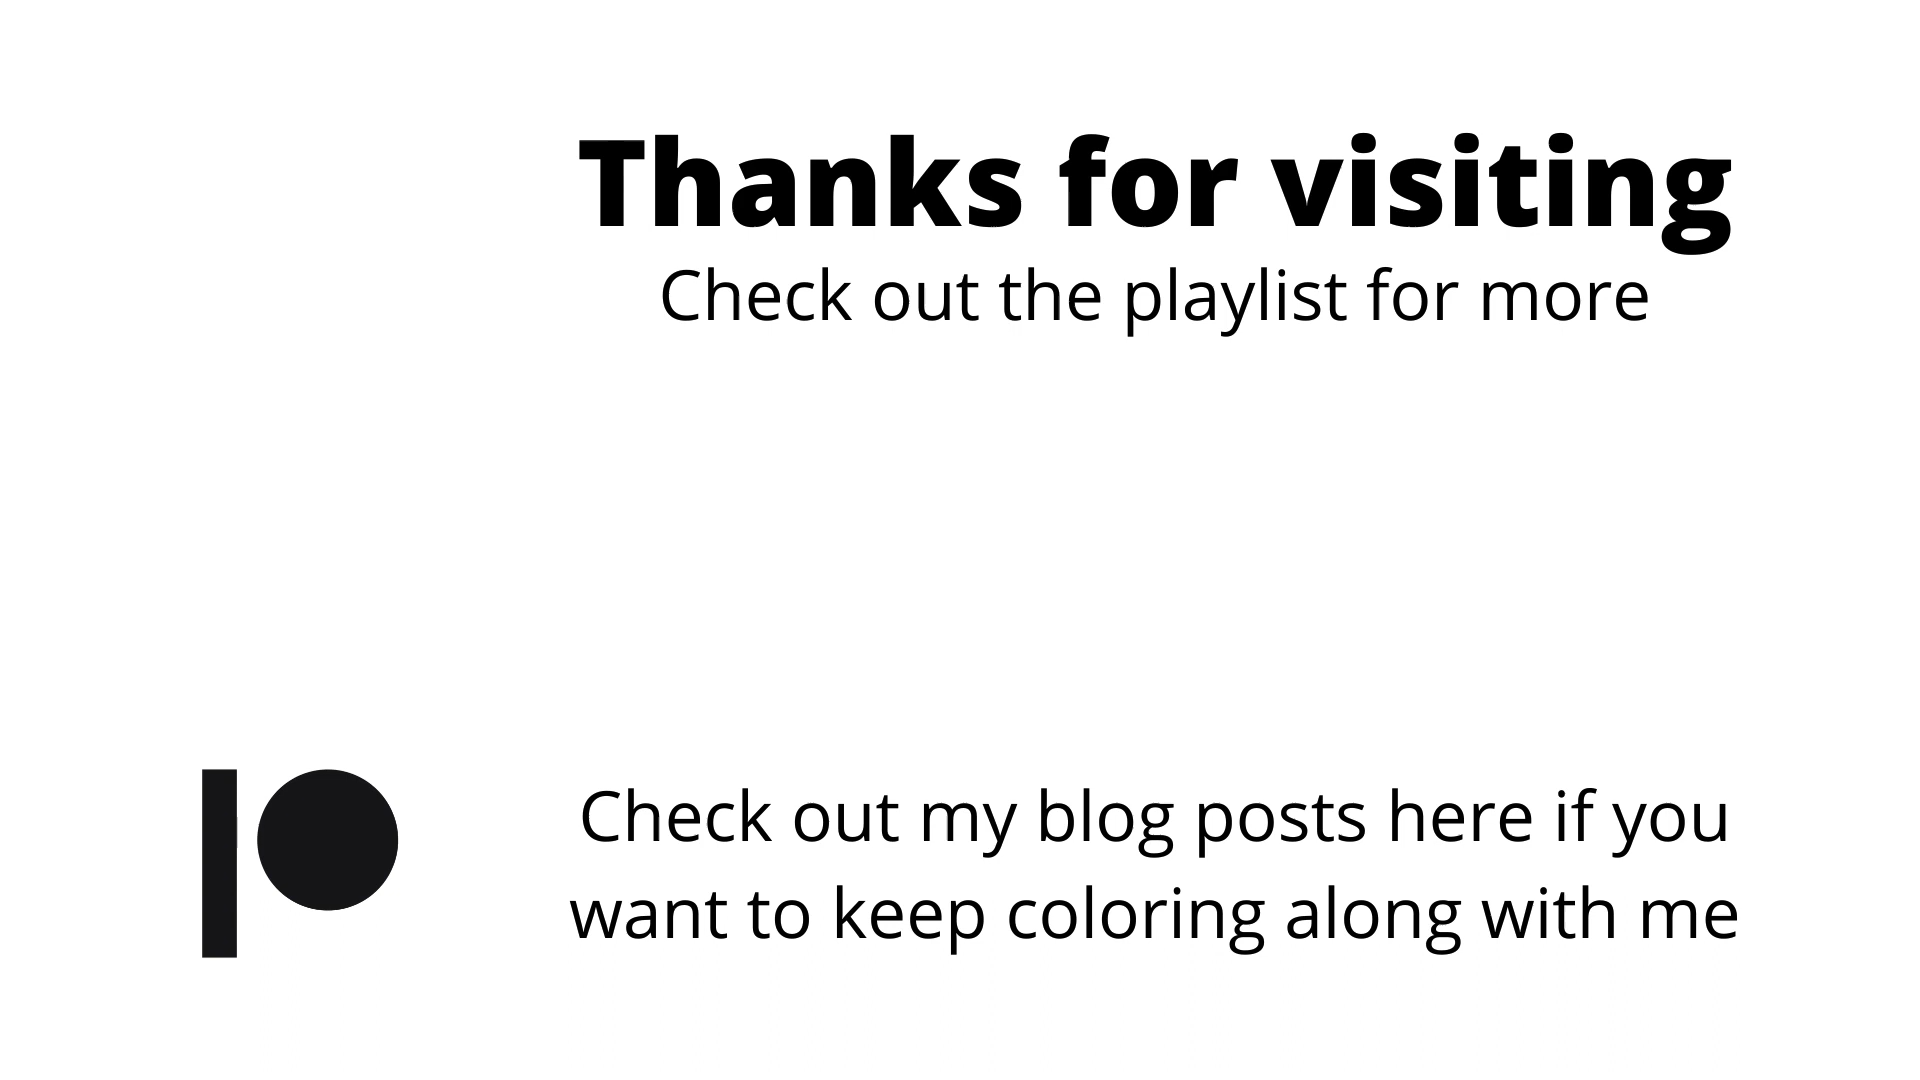 Thanks for visiting
Check out the playlist for more
Check out my blog posts here if you
want to keep coloring along with me